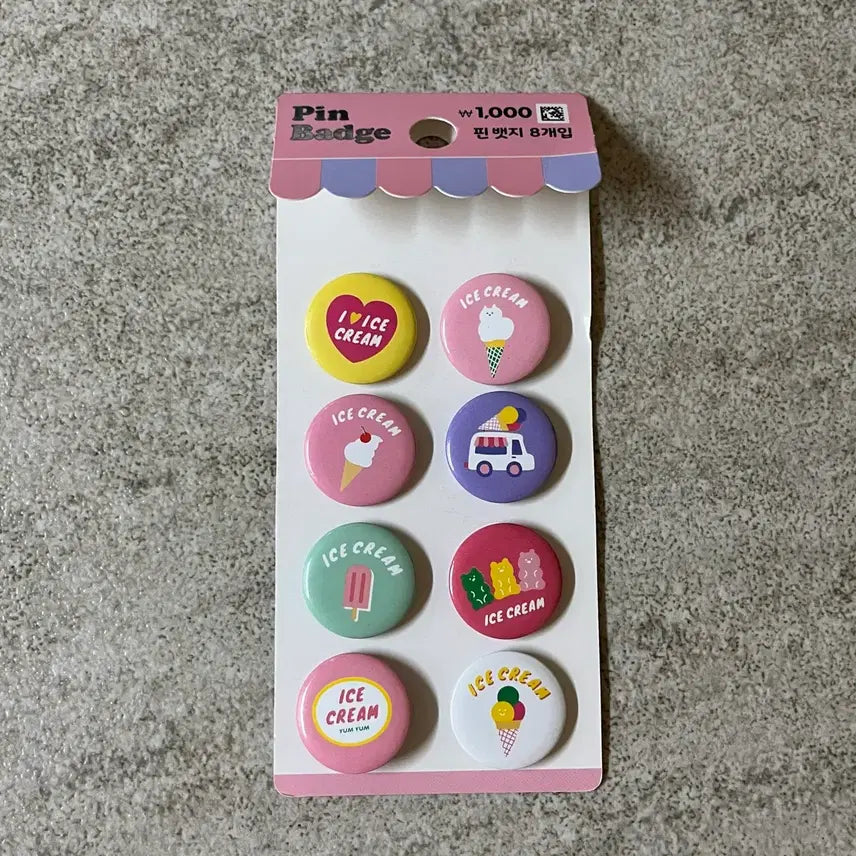 Pin
Badge
₩1,000
핀 뱃지 8개입
I ICE
CREAM
ICE CREAM
ICE CREAM
ICE CREAM
ICE CREAM
ICE
CREAM
YUM YUM
ICE CREAM